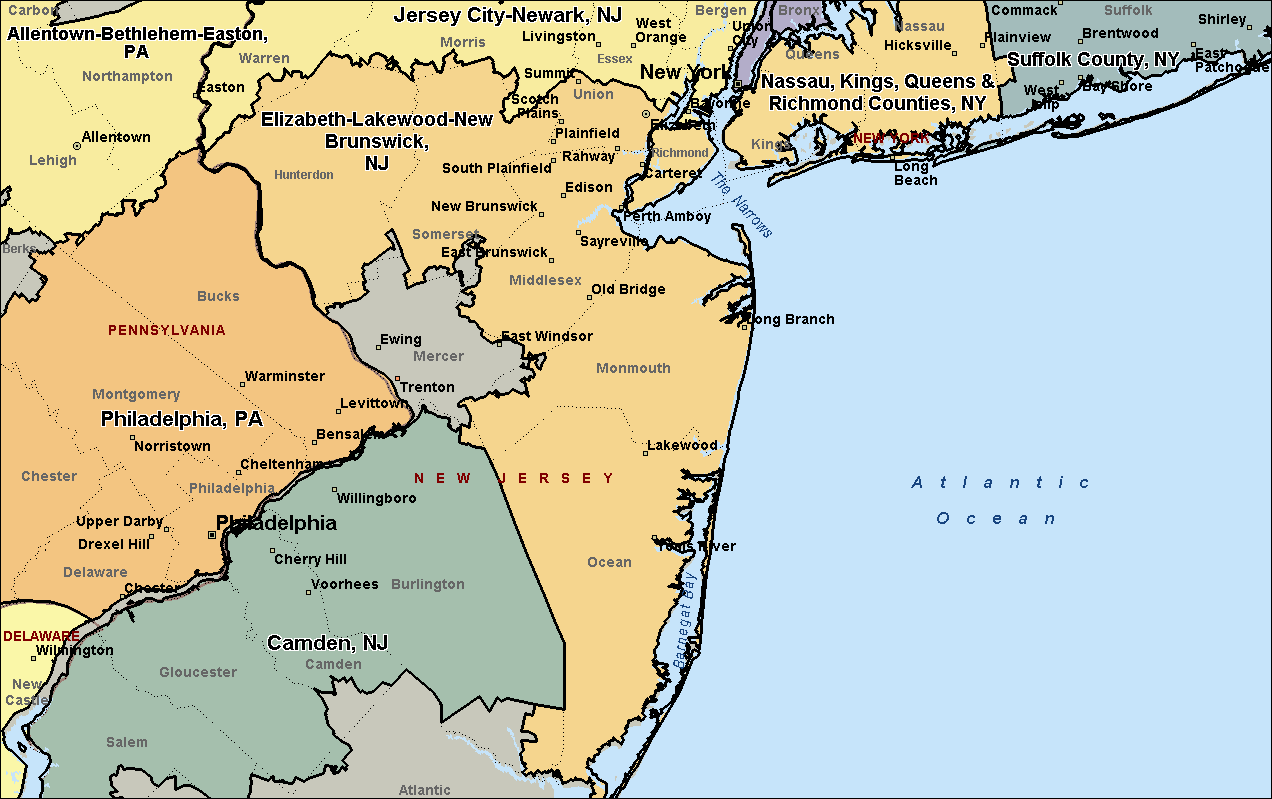 Carbon
Allentown-Bethlehem-Easton,
PA
Northampton
Easton
Allentown
Lehigh
Berks
Jersey City-Newark, NJ
Morris
Warren
Livingston
West
Orange
Essex
Bergen
Union
City
Bronx
Summit
Union
New York
Scotch
Plains
Bayonne
Elizabeth
Nassau
Hicksville
Queens
Plainview
Commack
Suffolk
Brentwood
Shirley
East
Patchogue
Suffolk County, NY
West
Islip
Bay Shore
Nassau, Kings, Queens &
Richmond Counties, NY
Kings
NEW YORK
Long
Beach
Elizabeth-Lakewood-New
Brunswick,
NJ
Hunterdon
Plainfield
Rahway
Richmond
South Plainfield
Carteret
Edison
New Brunswick
Perth Amboy
The Narrows
Somerset
Sayreville
East Brunswick
Middlesex
Old Bridge
Long Branch
Bucks
PENNSYLVANIA
Ewing
Mercer
East Windsor
Monmouth
Trenton
Warminster
Montgomery
Levittown
Philadelphia, PA
Norristown
Bensalem
Lakewood
Chester
Cheltenham
Philadelphia
NEW JERSEY
Willingboro
Atlantic
Ocean
Upper Darby
Philadelphia
Drexel Hill
Toms River
Cherry Hill
Ocean
Delaware
Chester
Voorhees
Burlington
Barnegat Bay
DELAWARE
Wilmington
Camden, NJ
Camden
Gloucester
New
Castle
Salem
Atlantic